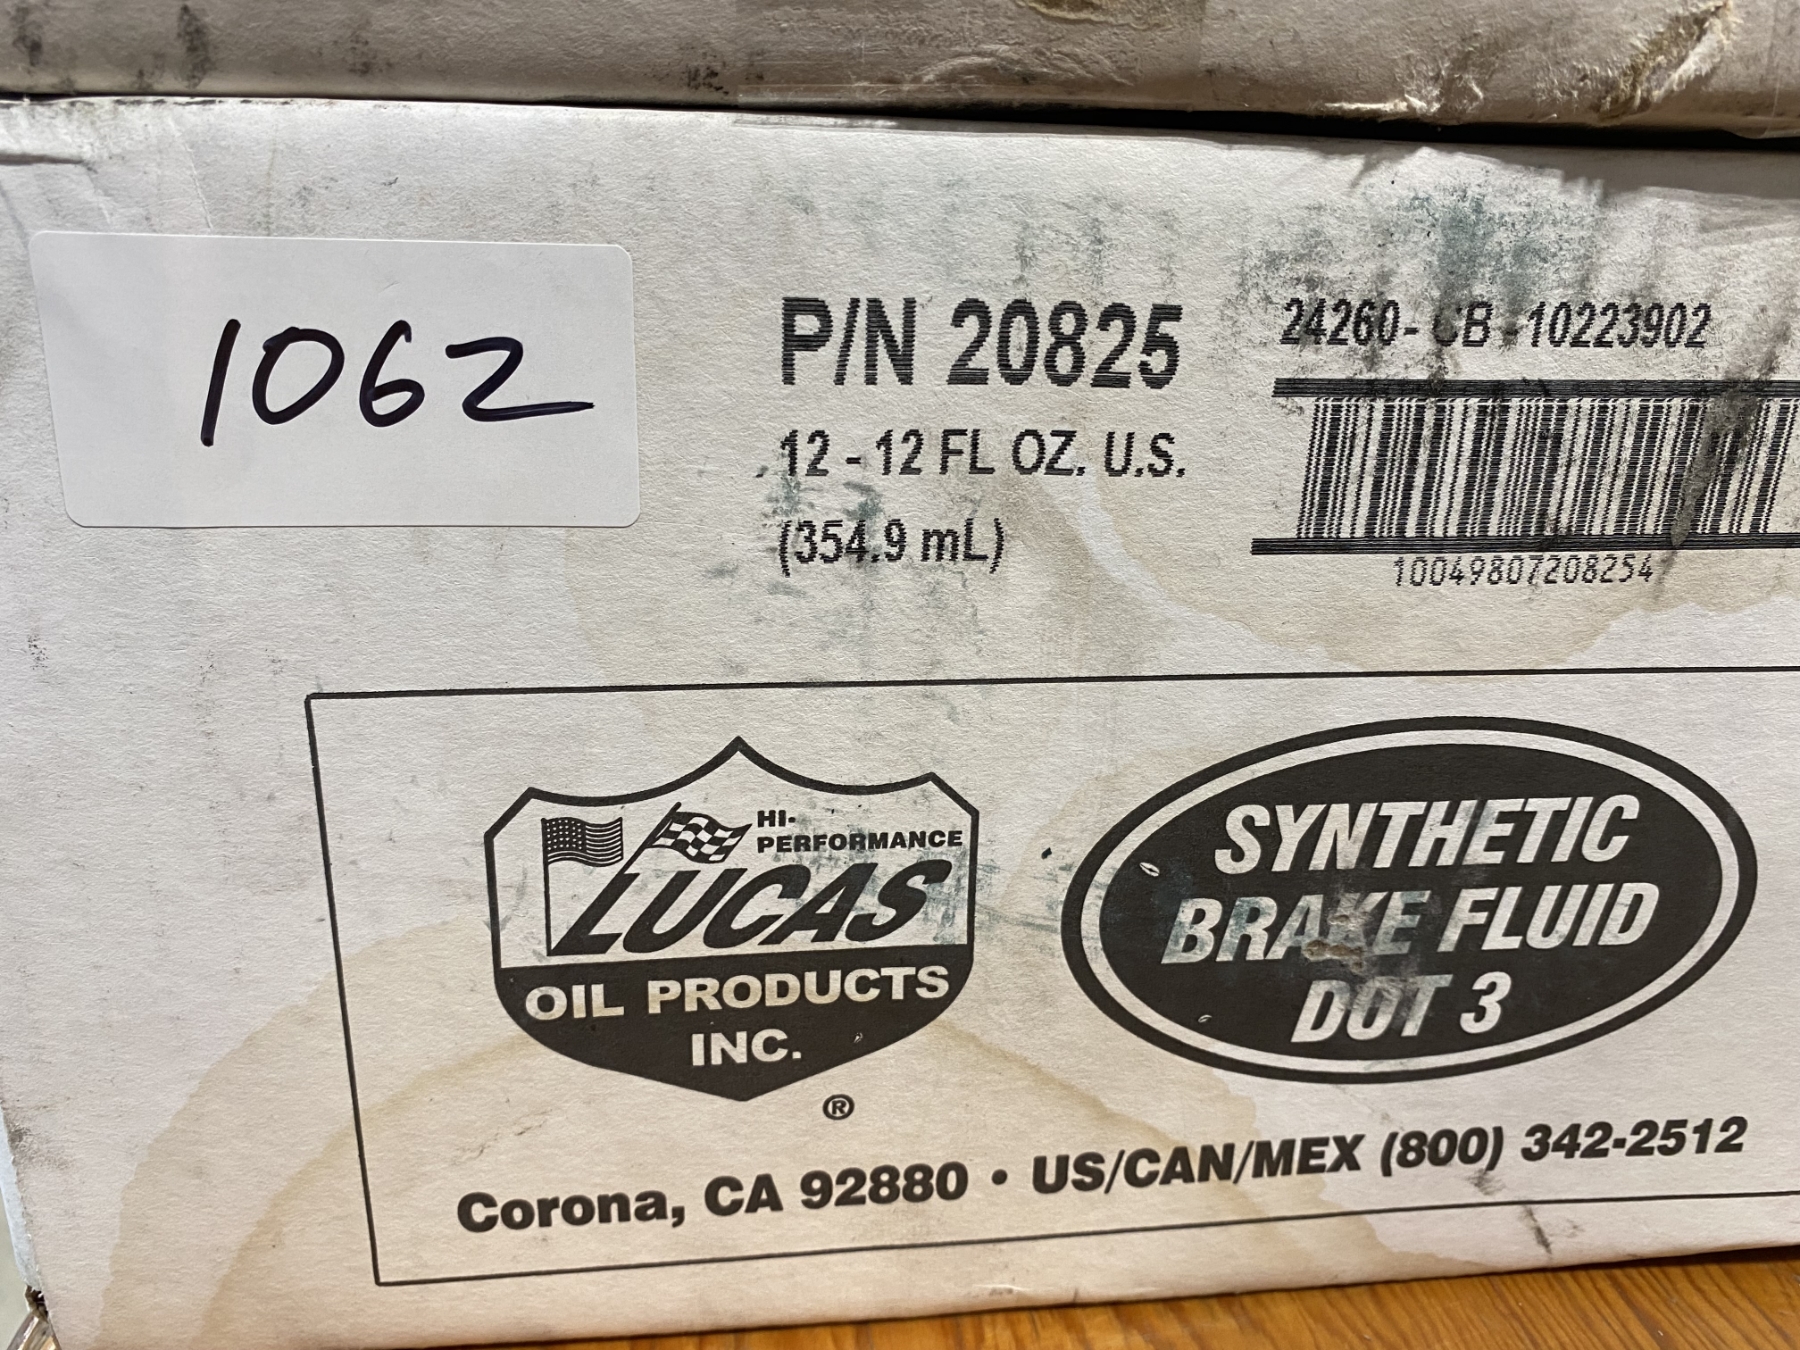 1062
P/N 20825
12 - 12 FL OZ. U.S.
(354.9 mL)
24260- CB -10223902
10049807208254
HI-
PERFORMANCE
LUCAS
OIL PRODUCTS
INC.
®
SYNTHETIC
BRAKE FLUID
DOT 3
Corona, CA 92880 • US/CAN/MEX (800) 342-2512